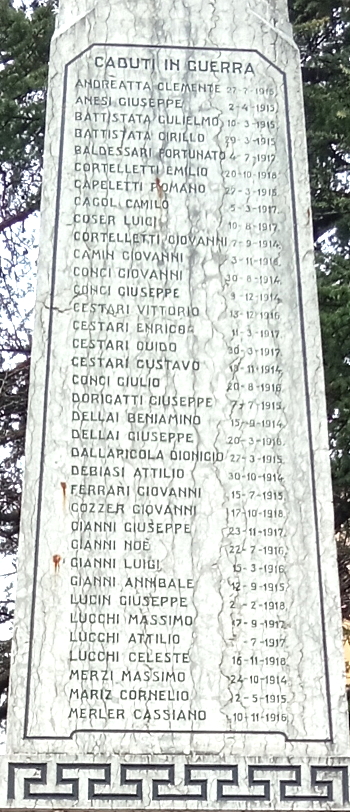 CADUTI IN GUERRA
ANDREATTA CLEMENTE 27-7-1915
ANESI GIUSEPPE 2-4-1915
BATTISTATA GULIELMO 10-3-1915
BATTISTATA CIRILLO 29-3-1915
BALDESSARI FORTUNATO 4-7-1917
CORTELLETTI EMILIO 20-10-1918
CAPELETTI ROMANO 22-3-1915
CAGOL CAMILO 5-3-1917
COSER LUIGI 10-8-1917
CORTELLETTI GIOVANNI 7-9-1914
CAMIN GIOVANNI 3-11-1916
CONCI GIOVANNI 30-8-1914
CONCI GIUSEPPE 9-12-1914
CESTARI VITTORIO 13-12-1916
CESTARI ENRICO 11-3-1917
CESTARI GUIDO 30-3-1917
CESTARI GUSTAVO 10-11-1914
CONCI GIULIO 20-8-1916
DORIGATTI GIUSEPPE 7-7-1915
DELLAI BENIAMINO 15-9-1914
DELLAI GIUSEPPE 20-3-1916
DALLAPICOLA DIONIGIO 27-3-1915
DEBIASI ATTILIO 30-10-1914
FERRARI GIOVANNI 15-7-1915
GOZZER GIOVANNI 17-10-1918
GIANNI GIUSEPPE 23-11-1917
GIANNI NOÈ 22-7-1916
GIANNI LUIGI 15-3-1916
GIANNI ANNIBALE 12-9-1915
LUCIN GIUSEPPE 2-2-1918
LUCCHI MASSIMO 17-9-1917
LUCCHI ATTILIO -7-1917
LUCCHI CELESTE 16-11-1918
MERZI MASSIMO 24-10-1914
MARIZ CORNELIO 12-5-1915
MERLER CASSIANO 10-11-1916